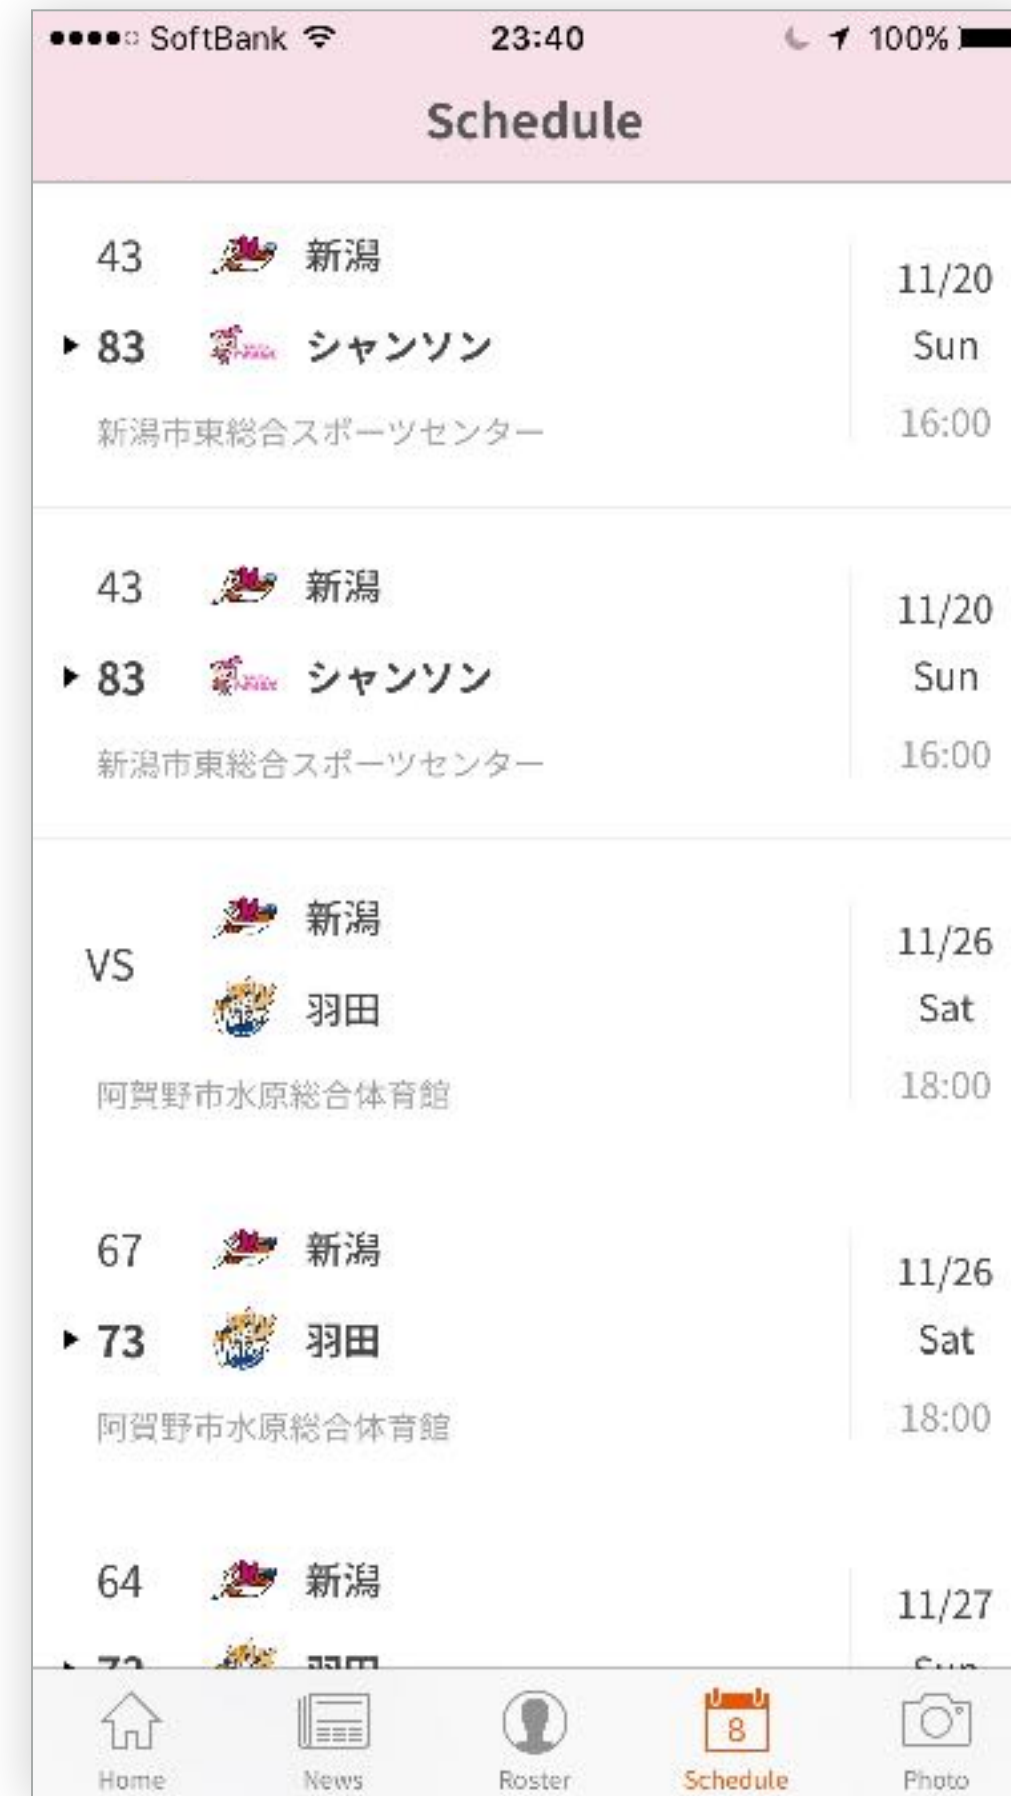 SoftBank 23:40 100%
Schedule
43 新潟
11/20
83 シャンソン
Sun
新潟市東総合スポーツセンター
16:00
43 新潟
11/20
83 シャンソン
Sun
新潟市東総合スポーツセンター
16:00
新潟
11/26
VS
羽田
Sat
阿賀野市水原総合体育館
18:00
67 新潟
11/26
73 羽田
Sat
阿賀野市水原総合体育館
18:00
64 新潟
11/27
羽田
Sun
8
Home News Roster Schedule Photo